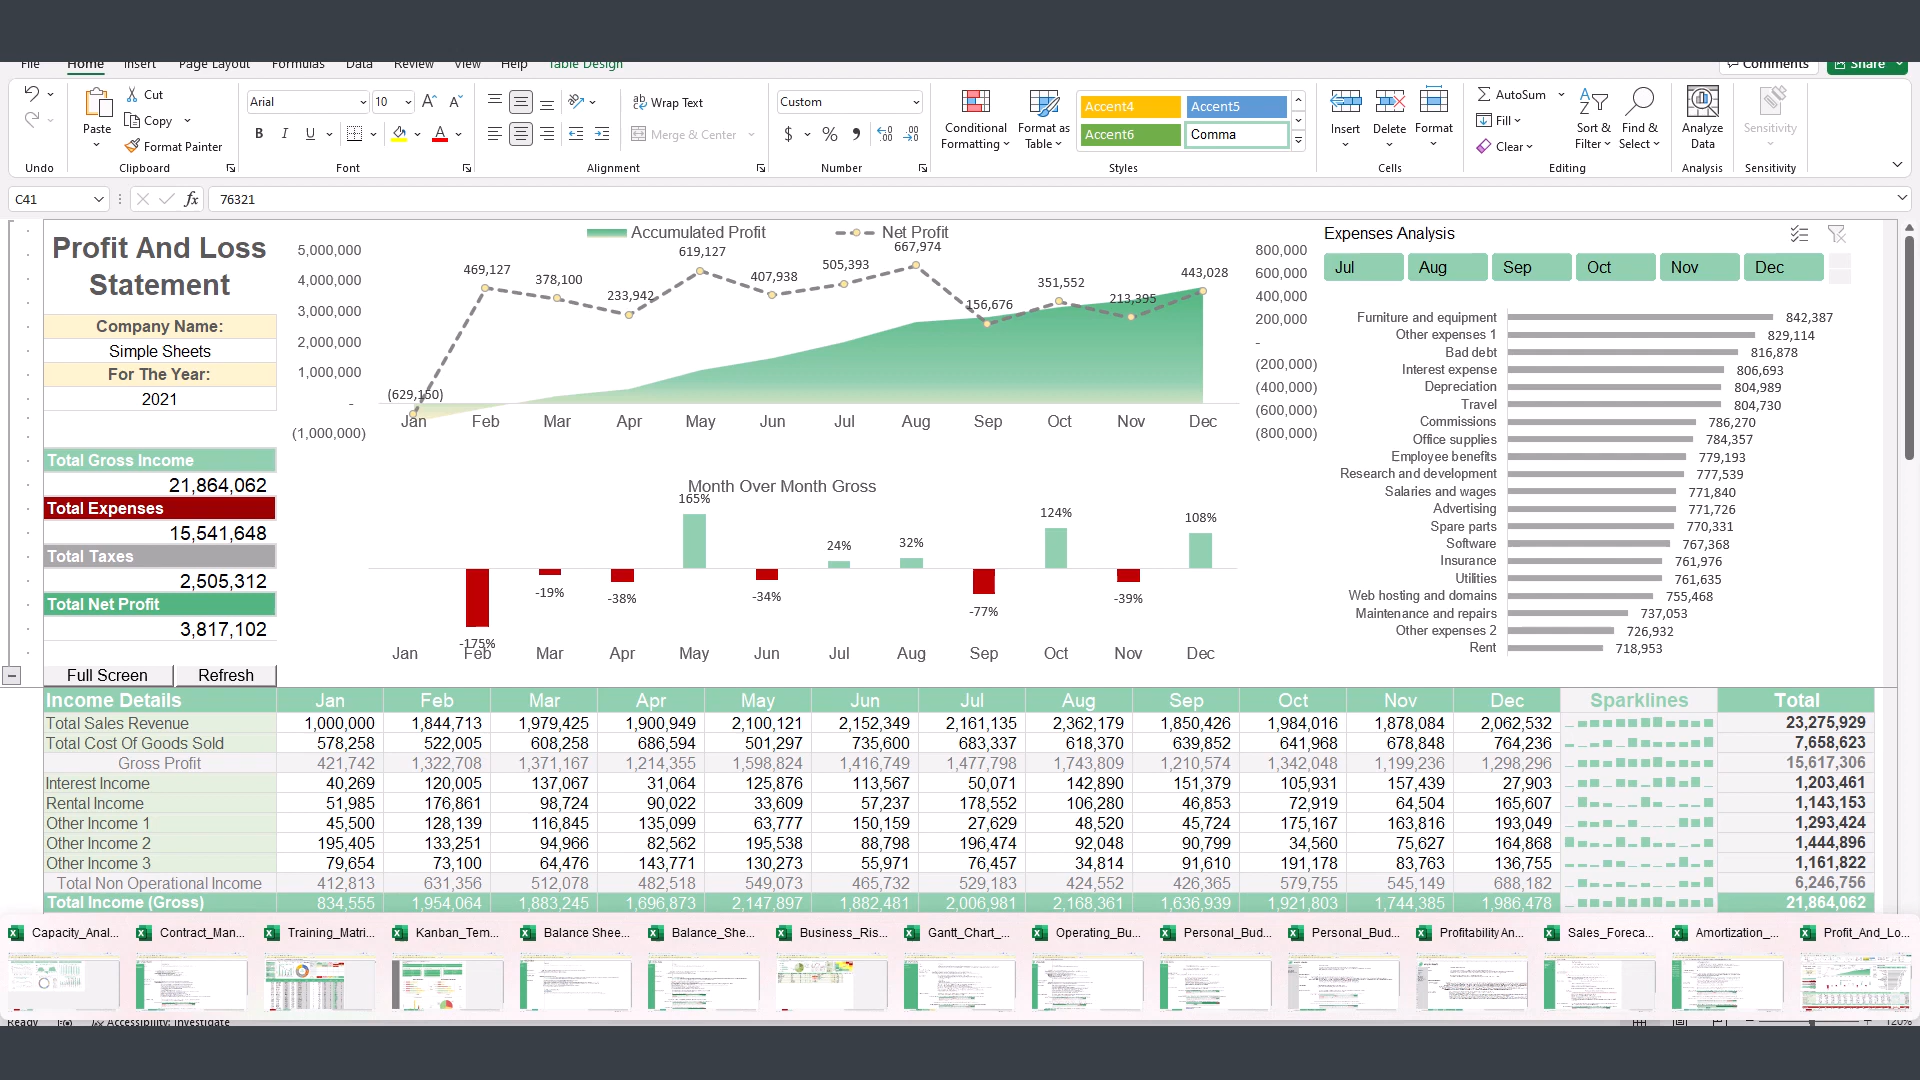 File Home Insert Page Layout Formulas Data Review View Help Table Design Comments Share
Cut
Copy
Format Painter
Paste
Undo Clipboard
Arial 10
B I U A
Font
Wrap Text
Merge & Center
Alignment
Custom
$ % ,
Number
Conditional Formatting
Format as Table
Accent4 Accent5
Accent6 Comma
Styles
Insert Delete Format
Cells
AutoSum
Fill
Clear
Sort & Filter
Find & Select
Editing
Analyze Data
Analysis
Sensitivity
Sensitivity
C41 fx 76321
Profit And Loss
Statement
Company Name:
Simple Sheets
For The Year:
2021
Total Gross Income
21,864,062
Total Expenses
15,541,648
Total Taxes
2,505,312
Total Net Profit
3,817,102
Full Screen Refresh
Accumulated Profit Net Profit
5,000,000
4,000,000
3,000,000
2,000,000
1,000,000
-
(1,000,000)
(629,150) 469,127 378,100 233,942 619,127 407,938 505,393 667,974 156,676 351,552 213,395 443,028
Jan Feb Mar Apr May Jun Jul Aug Sep Oct Nov Dec
800,000
600,000
400,000
200,000
-
(200,000)
(400,000)
(600,000)
(800,000)
Month Over Month Gross
-175% -19% -38% 165% -34% 24% 32% -77% 124% -39% 108%
Jan Feb Mar Apr May Jun Jul Aug Sep Oct Nov Dec
Expenses Analysis
Jul Aug Sep Oct Nov Dec
Furniture and equipment 842,387
Other expenses 1 829,114
Bad debt 816,878
Interest expense 806,693
Depreciation 804,989
Travel 804,730
Commissions 786,270
Office supplies 784,357
Employee benefits 779,193
Research and development 777,539
Salaries and wages 771,840
Advertising 771,726
Spare parts 770,331
Software 767,368
Insurance 761,976
Utilities 761,635
Web hosting and domains 755,468
Maintenance and repairs 737,053
Other expenses 2 726,932
Rent 718,953
Income Details Jan Feb Mar Apr May Jun Jul Aug Sep Oct Nov Dec Sparklines Total
Total Sales Revenue 1,000,000 1,844,713 1,979,425 1,900,949 2,100,121 2,152,349 2,161,135 2,362,179 1,850,426 1,984,016 1,878,084 2,062,532 23,275,929
Total Cost Of Goods Sold 578,258 522,005 608,258 686,594 501,297 735,600 683,337 618,370 639,852 641,968 678,848 764,236 7,658,623
Gross Profit 421,742 1,322,708 1,371,167 1,214,355 1,598,824 1,416,749 1,477,798 1,743,809 1,210,574 1,342,048 1,199,236 1,298,296 15,617,306
Interest Income 40,269 120,005 137,067 31,064 125,876 113,567 50,071 142,890 151,379 105,931 157,439 27,903 1,203,461
Rental Income 51,985 176,861 98,724 90,022 33,609 57,237 178,552 106,280 46,853 72,919 64,504 165,607 1,143,153
Other Income 1 45,500 128,139 116,845 135,099 63,777 150,159 27,629 48,520 45,724 175,167 163,816 193,049 1,293,424
Other Income 2 195,405 133,251 94,966 82,562 195,538 88,798 196,474 92,048 90,799 34,560 75,627 164,868 1,444,896
Other Income 3 79,654 73,100 64,476 143,771 130,273 55,971 76,457 34,814 91,610 191,178 83,763 136,755 1,161,822
Total Non Operational Income 412,813 631,356 512,078 482,518 549,073 465,732 529,183 424,552 426,365 579,755 545,149 688,182 6,246,756
Total Income (Gross) 834,555 1,954,064 1,883,245 1,696,873 2,147,897 1,882,481 2,006,981 2,168,361 1,636,939 1,921,803 1,744,385 1,986,478 21,864,062
Capacity_Anal... Contract_Man... Training_Matri... Kanban_Tem... Balance Shee... Balance_She... Business_Ris... Gantt_Chart_... Operating_Bu... Personal_Bud... Personal_Bud... Profitability An... Sales_Foreca... Amortization_... Profit_And_Lo...
Ready Accessibility: Investigate 120%